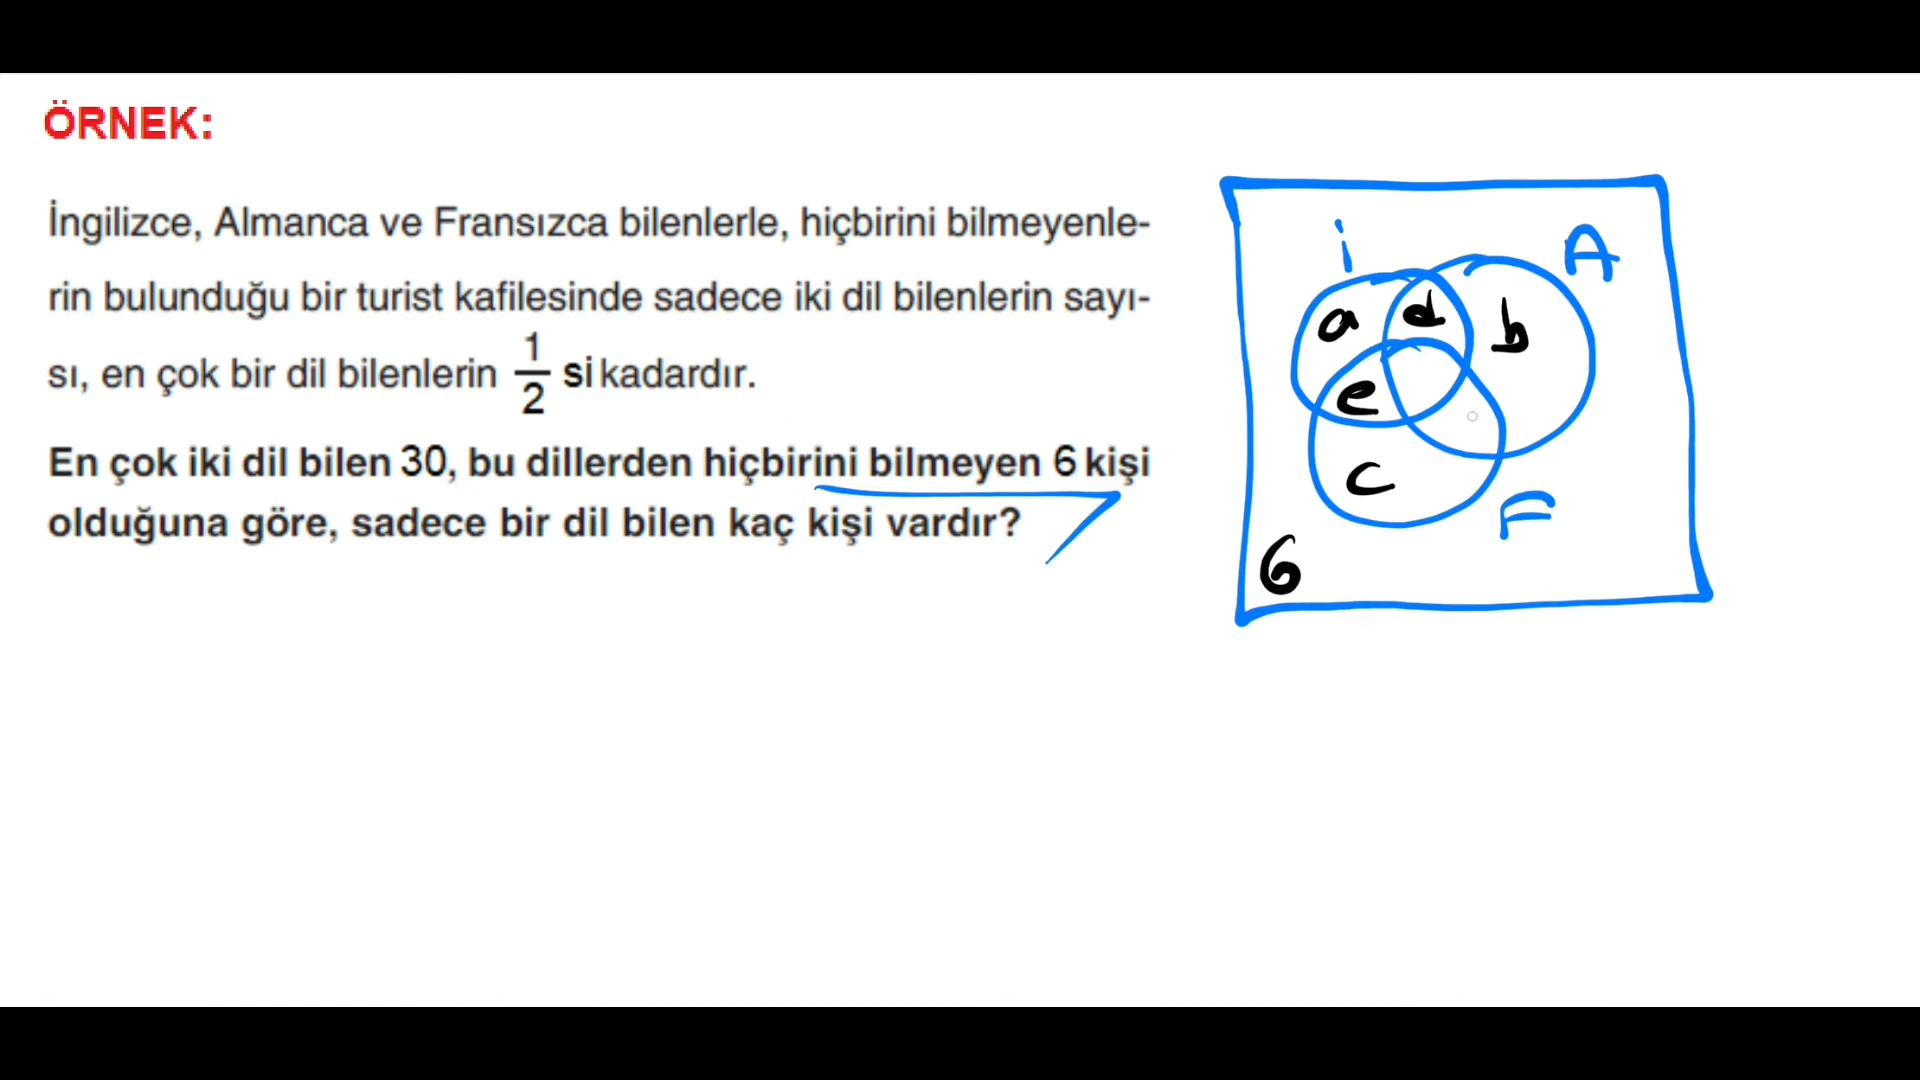 ÖRNEK:
İngilizce, Almanca ve Fransızca bilenlerle, hiçbirini bilmeyenle-
rin bulunduğu bir turist kafilesinde sadece iki dil bilenlerin sayı-
sı, en çok bir dil bilenlerin 1/2 si kadardır.
En çok iki dil bilen 30, bu dillerden hiçbirini bilmeyen 6 kişi
olduğuna göre, sadece bir dil bilen kaç kişi vardır?
i A
a d b
e
c F
6